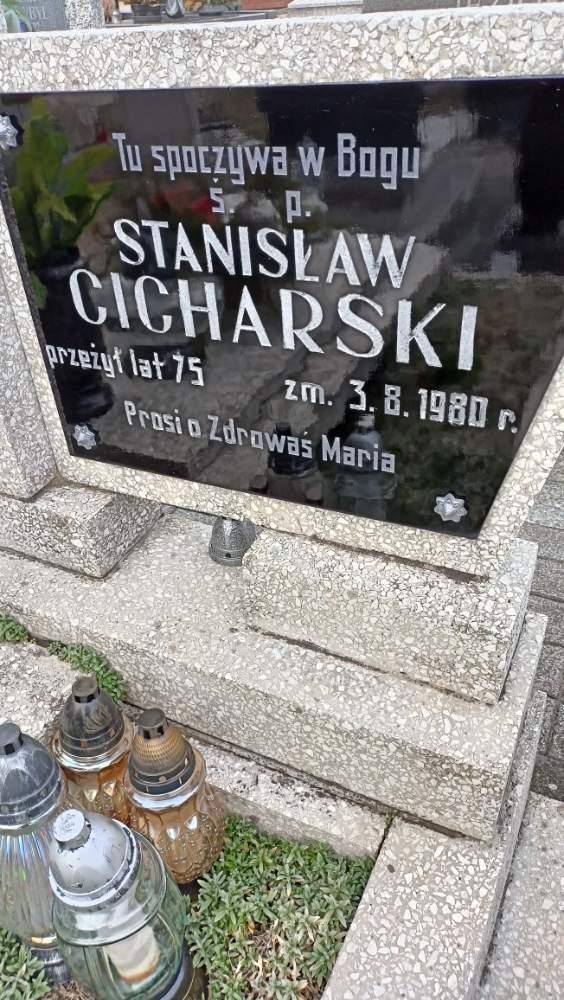 Tu spoczywa w Bogu
ś. p.
STANISŁAW
CICHARSKI
przeżył lat 75
zm. 3.8.1980 r.
Prosi o Zdrowaś Maria